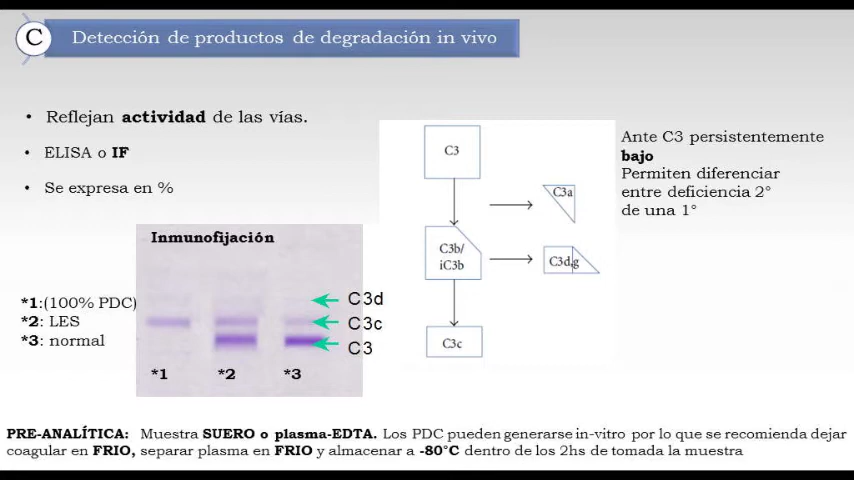 C
Detección de productos de degradación in vivo
• Reflejan actividad de las vías.
• ELISA o IF
• Se expresa en %
Inmunofijación
*1:(100% PDC)
*2: LES
*3: normal
C3d
C3c
C3
*1 *2 *3
C3
C3a
C3b/
iC3b
C3d,g
C3c
Ante C3 persistentemente
bajo
Permiten diferenciar
entre deficiencia 2°
de una 1°
PRE-ANALÍTICA: Muestra SUERO o plasma-EDTA. Los PDC pueden generarse in-vitro por lo que se recomienda dejar
coagular en FRIO, separar plasma en FRIO y almacenar a -80°C dentro de los 2hs de tomada la muestra